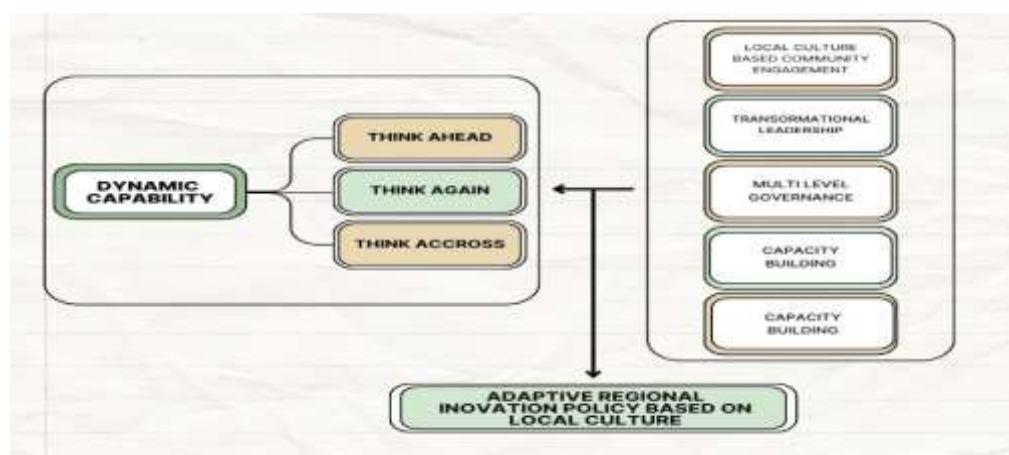 DYNAMIC
CAPABILITY
THINK AHEAD
THINK AGAIN
THINK ACCROSS
LOCAL CULTURE
BASED COMMUNITY
ENGAGEMENT
TRANSORMATIONAL
LEADERSHIP
MULTI LEVEL
GOVERNANCE
CAPACITY
BUILDING
CAPACITY
BUILDING
ADAPTIVE REGIONAL
INOVATION POLICY BASED ON
LOCAL CULTURE